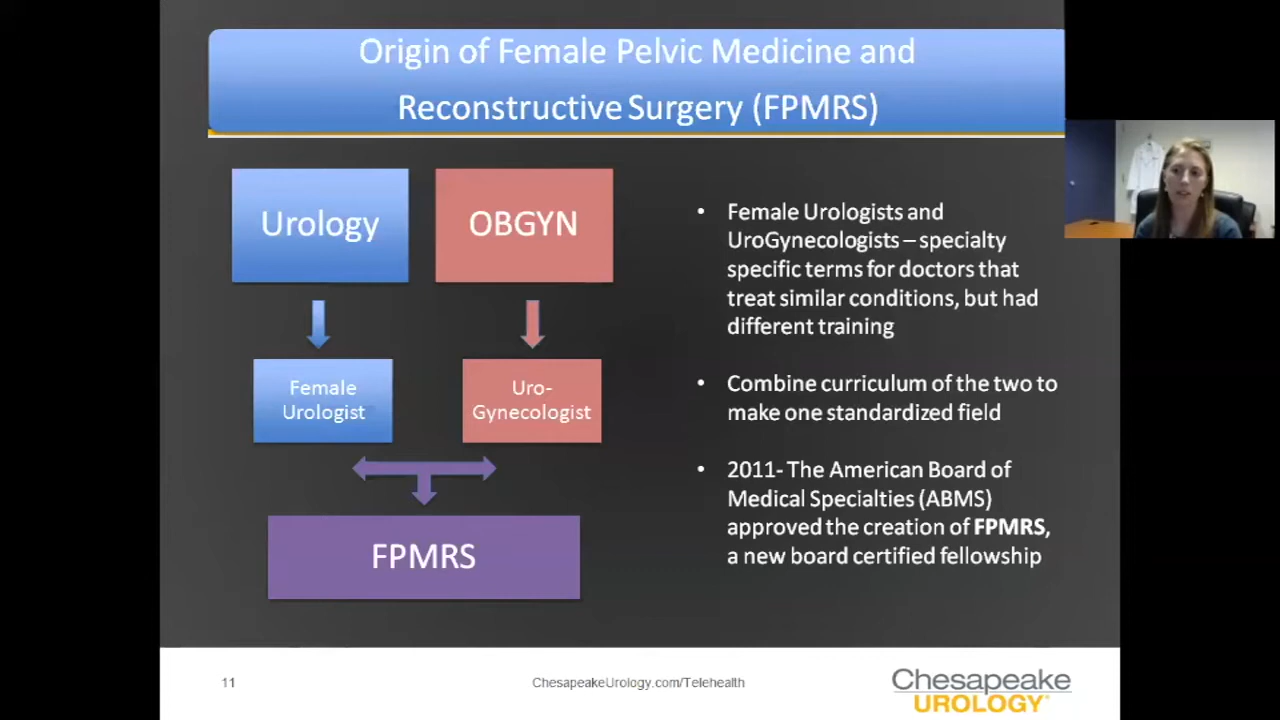 Origin of Female Pelvic Medicine and
Reconstructive Surgery (FPMRS)
Urology
OBGYN
Female
Urologist
Uro-
Gynecologist
FPMRS
• Female Urologists and
UroGynecologists – specialty
specific terms for doctors that
treat similar conditions, but had
different training
• Combine curriculum of the two to
make one standardized field
• 2011- The American Board of
Medical Specialties (ABMS)
approved the creation of FPMRS,
a new board certified fellowship
11
ChesapeakeUrology.com/Telehealth
Chesapeake
UROLOGY